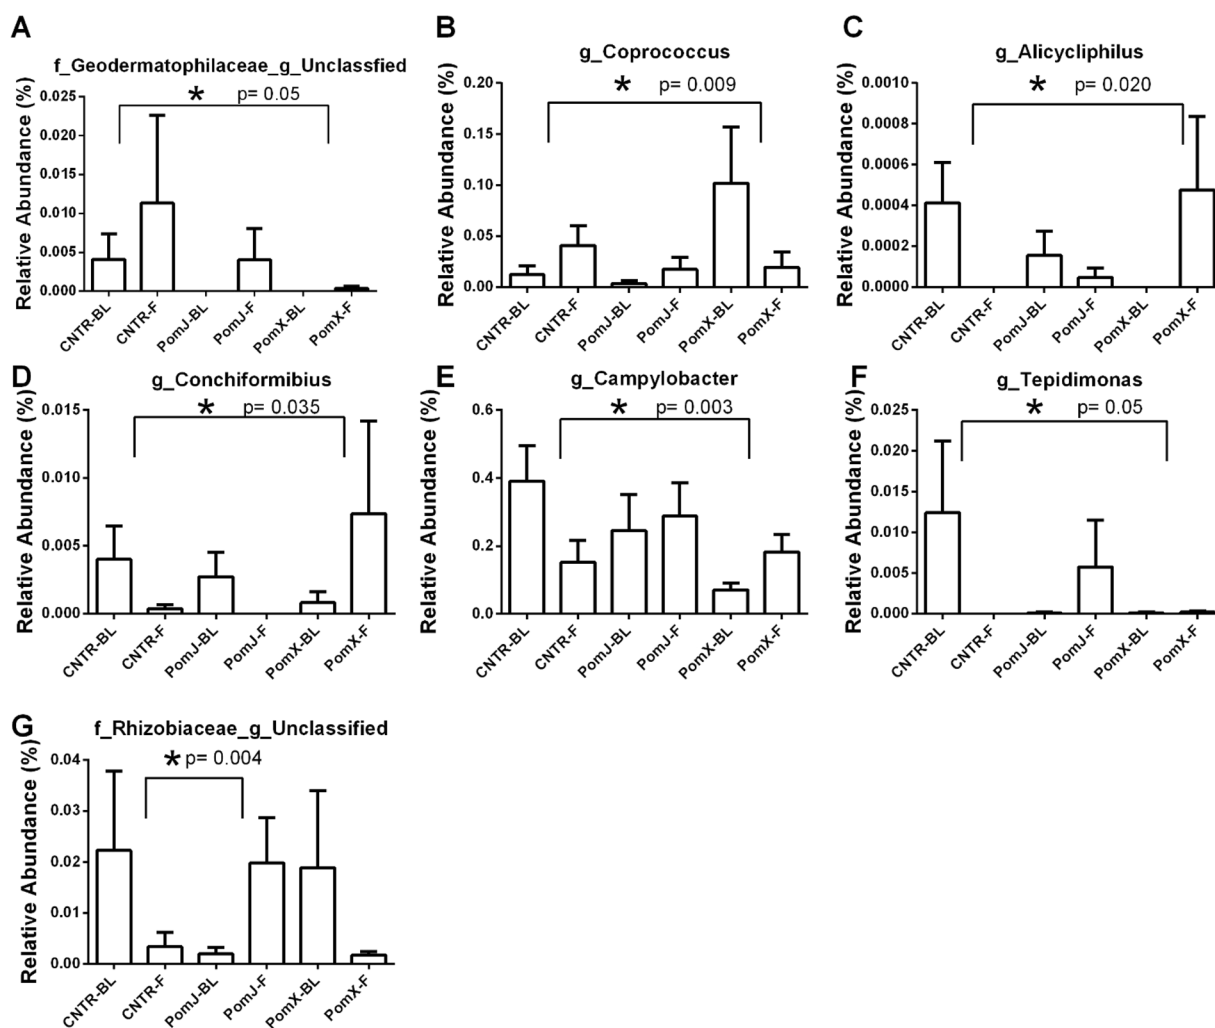 A
f_Geodermatophilaceae_g_Unclassfied
* p= 0.05
Relative Abundance (%)
0.025
0.020
0.015
0.010
0.005
0.000
CNTR-BL
CNTR-F
PomJ-BL
PomJ-F
PomX-BL
PomX-F
B
g_Coprococcus
* p= 0.009
Relative Abundance (%)
0.20
0.15
0.10
0.05
0.00
CNTR-BL
CNTR-F
PomJ-BL
PomJ-F
PomX-BL
PomX-F
C
g_Alicycliphilus
* p= 0.020
Relative Abundance (%)
0.0010
0.0008
0.0006
0.0004
0.0002
0.0000
CNTR-BL
CNTR-F
PomJ-BL
PomJ-F
PomX-BL
PomX-F
D
g_Conchiformibius
* p= 0.035
Relative Abundance (%)
0.015
0.010
0.005
0.000
CNTR-BL
CNTR-F
PomJ-BL
PomJ-F
PomX-BL
PomX-F
E
g_Campylobacter
* p= 0.003
Relative Abundance (%)
0.6
0.4
0.2
0.0
CNTR-BL
CNTR-F
PomJ-BL
PomJ-F
PomX-BL
PomX-F
F
g_Tepidimonas
* p= 0.05
Relative Abundance (%)
0.025
0.020
0.015
0.010
0.005
0.000
CNTR-BL
CNTR-F
PomJ-BL
PomJ-F
PomX-BL
PomX-F
G
f_Rhizobiaceae_g_Unclassified
* p= 0.004
Relative Abundance (%)
0.04
0.03
0.02
0.01
0.00
CNTR-BL
CNTR-F
PomJ-BL
PomJ-F
PomX-BL
PomX-F